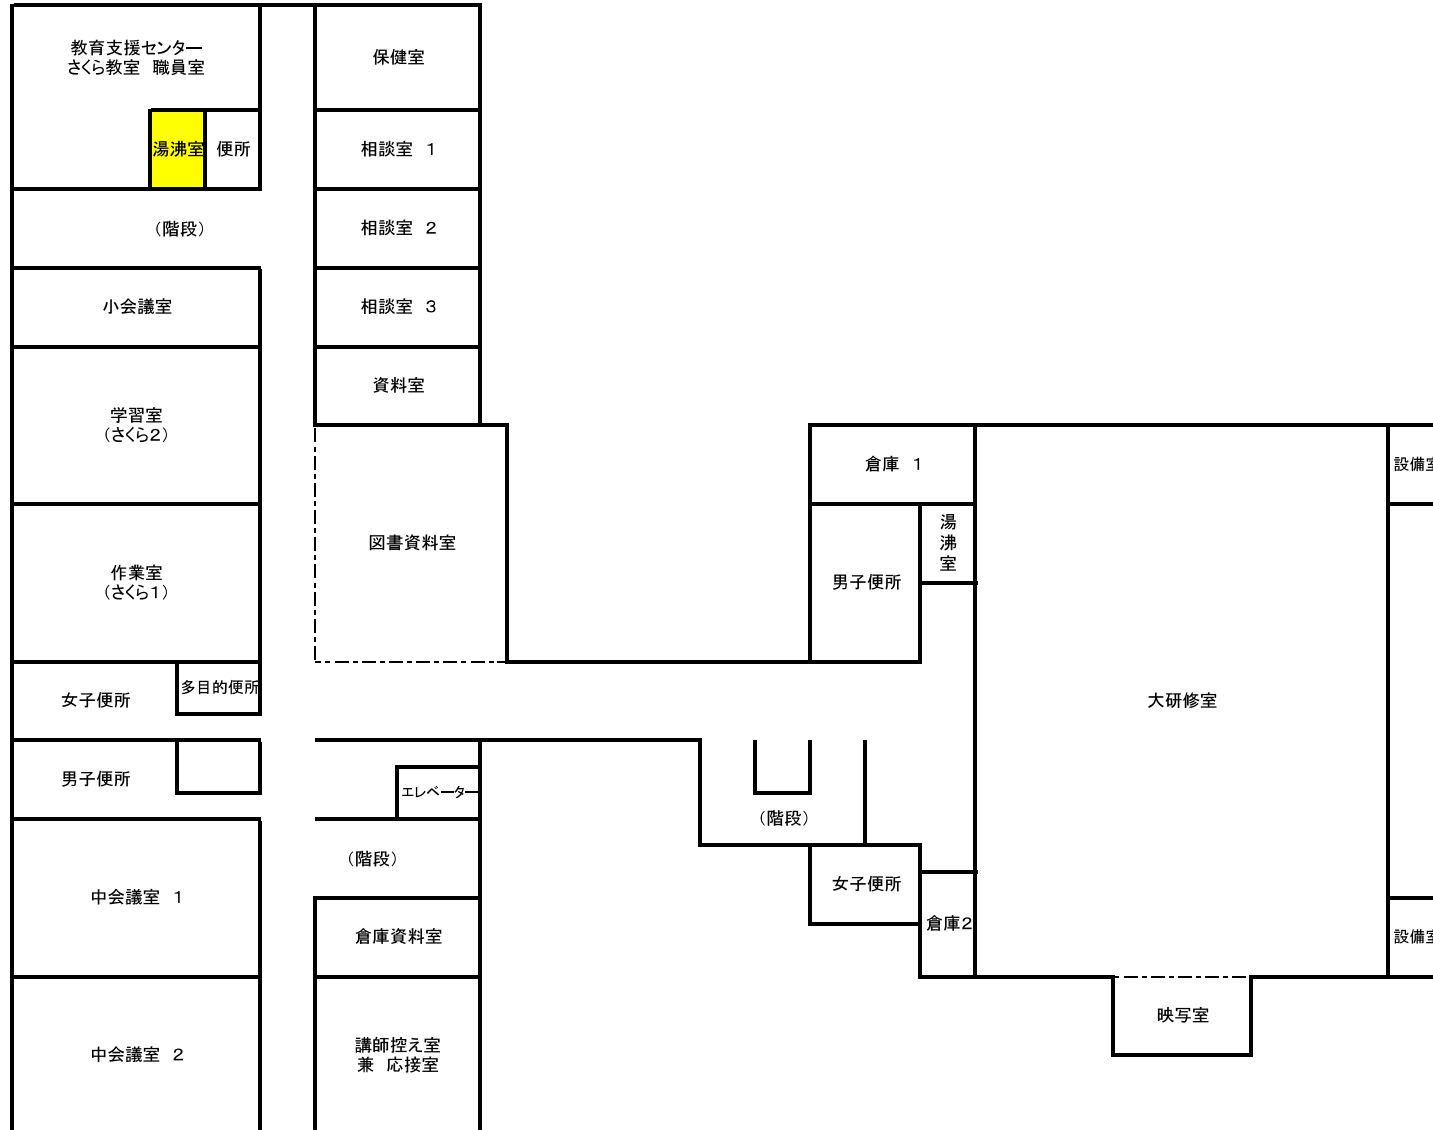 教育支援センター
さくら教室　職員室
保健室
湯沸室
便所
相談室　１
（階段）
相談室　２
小会議室
相談室　３
資料室
学習室
（さくら２）
倉庫　１
設備室
図書資料室
湯
沸
室
作業室
（さくら１）
男子便所
女子便所
多目的便所
大研修室
男子便所
エレベーター
（階段）
（階段）
女子便所
中会議室　１
倉庫２
倉庫資料室
設備室
映写室
中会議室　２
講師控え室
兼　応接室